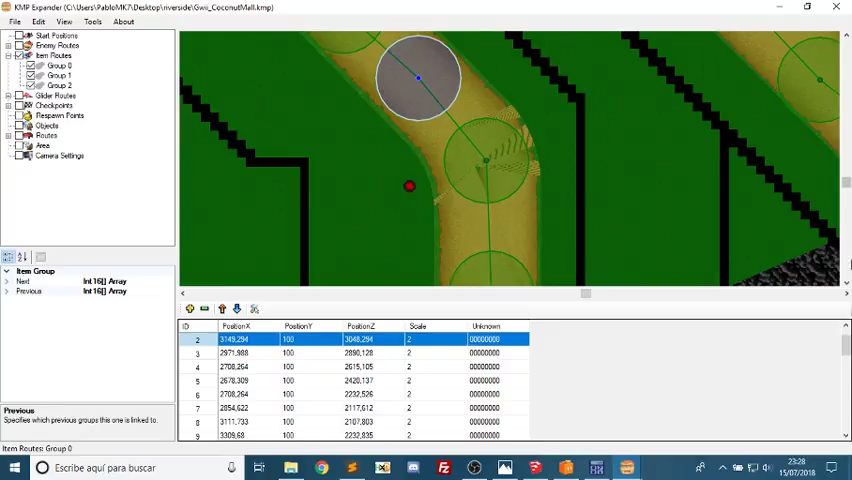 KMP Expander (C:\Users\PabloMK7\Desktop\riverside\Gwii_CoconutMall.kmp)
File Edit View Tools About
Start Positions
Enemy Routes
Item Routes
Group 0
Group 1
Group 2
Glider Routes
Checkpoints
Respawn Points
Objects
Routes
Area
Camera Settings
Item Group
Next Int16[] Array
Previous Int16[] Array
Previous
Specifies which previous groups this one is linked to.
ID PositionX PositionY PositionZ Scale Unknown
2 3149,294 100 3048,294 2 00000000
3 2971,988 100 2890,128 2 00000000
4 2708,264 100 2615,105 2 00000000
5 2678,309 100 2420,137 2 00000000
6 2708,264 100 2232,526 2 00000000
7 2854,622 100 2117,612 2 00000000
8 3111,733 100 2107,803 2 00000000
9 3309,68 100 2232,835 2 00000000
Item Routes: Group 0
Escribe aquí para buscar
23:28
15/07/2018